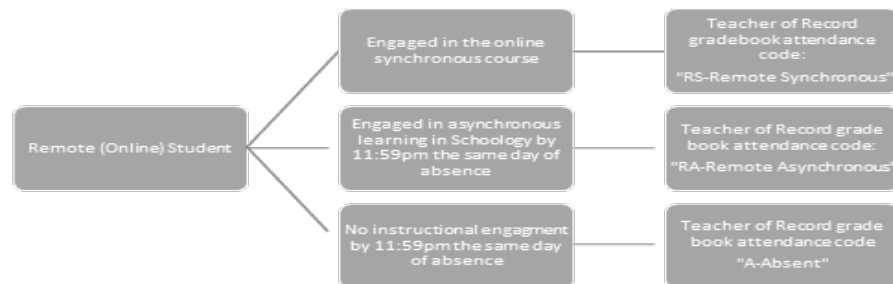 Engaged in the online
synchronous course
Teacher of Record
gradebook attendance
code:
"RS-Remote Synchronous"
Remote (Online) Student
Engaged in asynchronous
learning in Schoology by
11:59pm the same day of
absence
Teacher of Record grade
book attendance code:
"RA-Remote Asynchronous"
No instructional engagment
by 11:59pm the same day
of absence
Teacher of Record grade
book attendance code
"A-Absent"